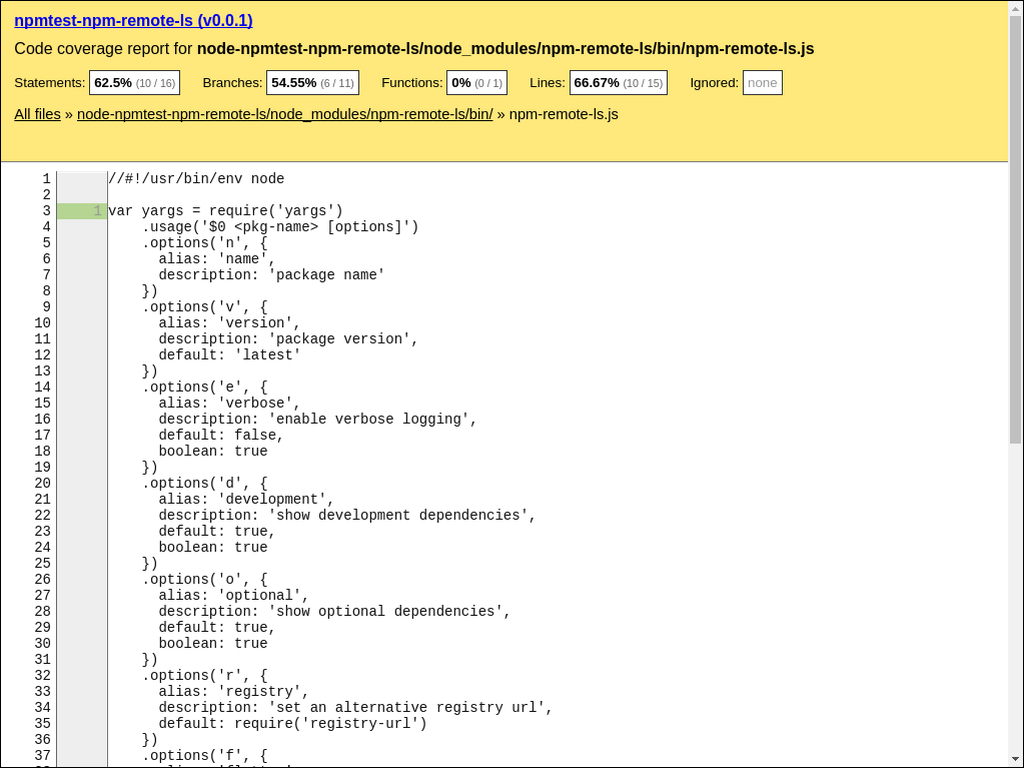 npmtest-npm-remote-ls (v0.0.1)
Code coverage report for node-npmtest-npm-remote-ls/node_modules/npm-remote-ls/bin/npm-remote-ls.js
Statements: 62.5% (10 / 16) Branches: 54.55% (6 / 11) Functions: 0% (0 / 1) Lines: 66.67% (10 / 15) Ignored: none
All files » node-npmtest-npm-remote-ls/node_modules/npm-remote-ls/bin/ » npm-remote-ls.js
1 //#!/usr/bin/env node
2
3 1 var yargs = require('yargs')
4 .usage('$0 <pkg-name> [options]')
5 .options('n', {
6 alias: 'name',
7 description: 'package name'
8 })
9 .options('v', {
10 alias: 'version',
11 description: 'package version',
12 default: 'latest'
13 })
14 .options('e', {
15 alias: 'verbose',
16 description: 'enable verbose logging',
17 default: false,
18 boolean: true
19 })
20 .options('d', {
21 alias: 'development',
22 description: 'show development dependencies',
23 default: true,
24 boolean: true
25 })
26 .options('o', {
27 alias: 'optional',
28 description: 'show optional dependencies',
29 default: true,
30 boolean: true
31 })
32 .options('r', {
33 alias: 'registry',
34 description: 'set an alternative registry url',
35 default: require('registry-url')
36 })
37 .options('f', {